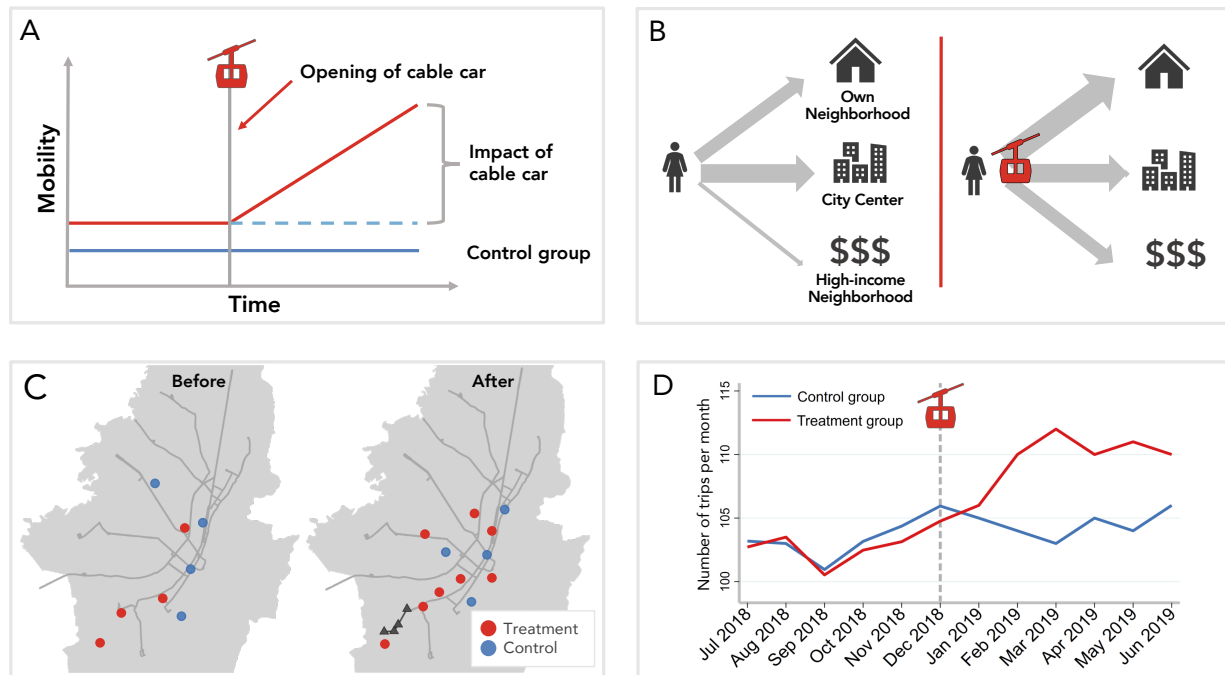 A
Opening of cable car
Mobility
Impact of
cable car
Control group
Time
B
Own
Neighborhood
City Center
$$$
High-income
Neighborhood
$$$
C
Before
After
Treatment
Control
D
Control group
Treatment group
Number of trips per month
115
110
105
100
Jul 2018
Aug 2018
Sep 2018
Oct 2018
Nov 2018
Dec 2018
Jan 2019
Feb 2019
Mar 2019
Apr 2019
May 2019
Jun 2019